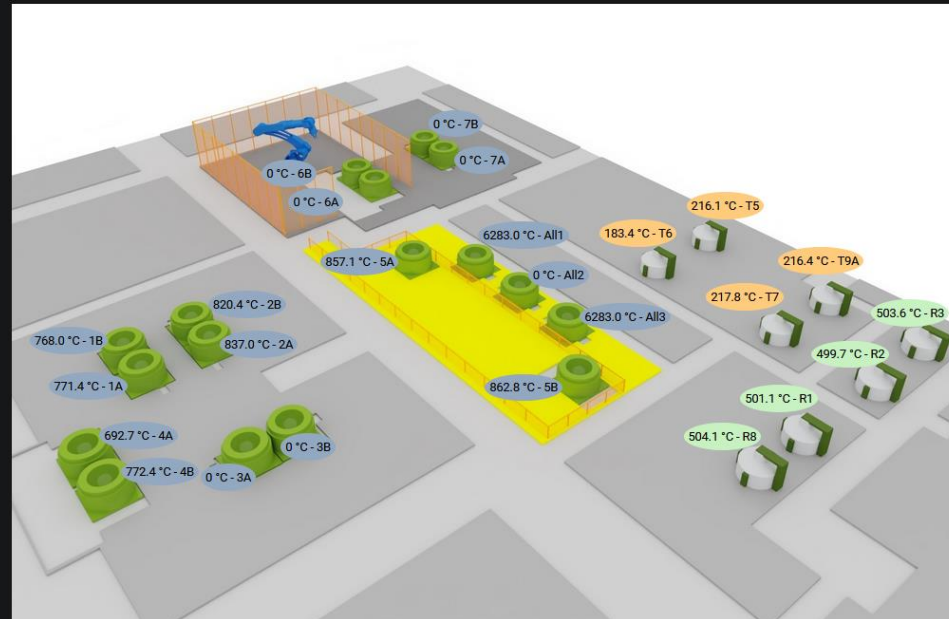 0 °C - 7B
0 °C - 7A
0 °C - 6B
0 °C - 6A
216.1 °C - T5
183.4 °C - T6
6283.0 °C - All1
857.1 °C - 5A
216.4 °C - T9A
0 °C - All2
217.8 °C - T7
820.4 °C - 2B
503.6 °C - R3
6283.0 °C - All3
768.0 °C - 1B
837.0 °C - 2A
499.7 °C - R2
771.4 °C - 1A
862.8 °C - 5B
501.1 °C - R1
692.7 °C - 4A
504.1 °C - R8
0 °C - 3B
772.4 °C - 4B
0 °C - 3A